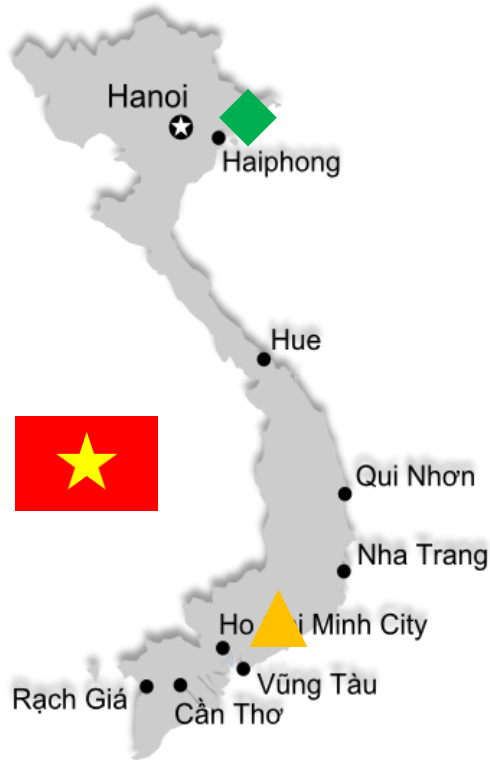 Hanoi
Haiphong
Hue
Qui Nhơn
Nha Trang
Ho Minh City
Vũng Tàu
Rạch Giá
Cần Thơ